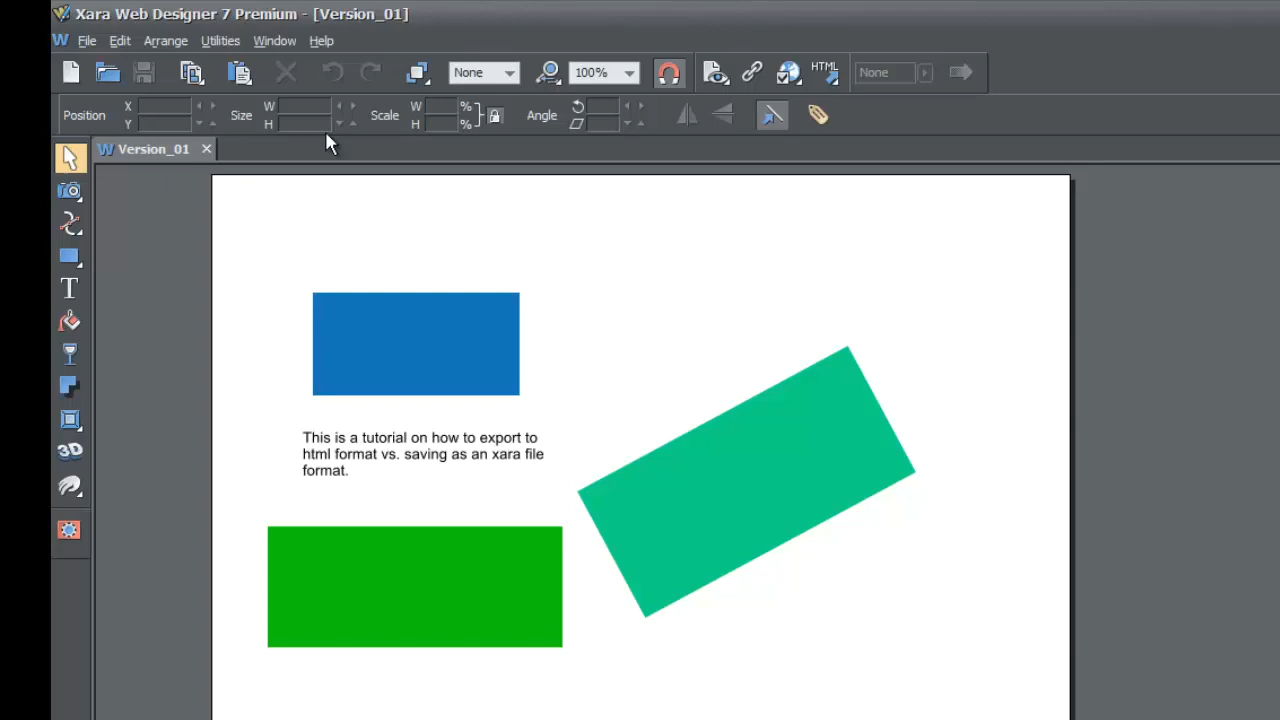 Xara Web Designer 7 Premium - [Version_01]
W File Edit Arrange Utilities Window Help
None 100% HTML None
Position X Y Size W H Scale W H % % Angle
W Version_01
T
3D
This is a tutorial on how to export to
html format vs. saving as an xara file
format.